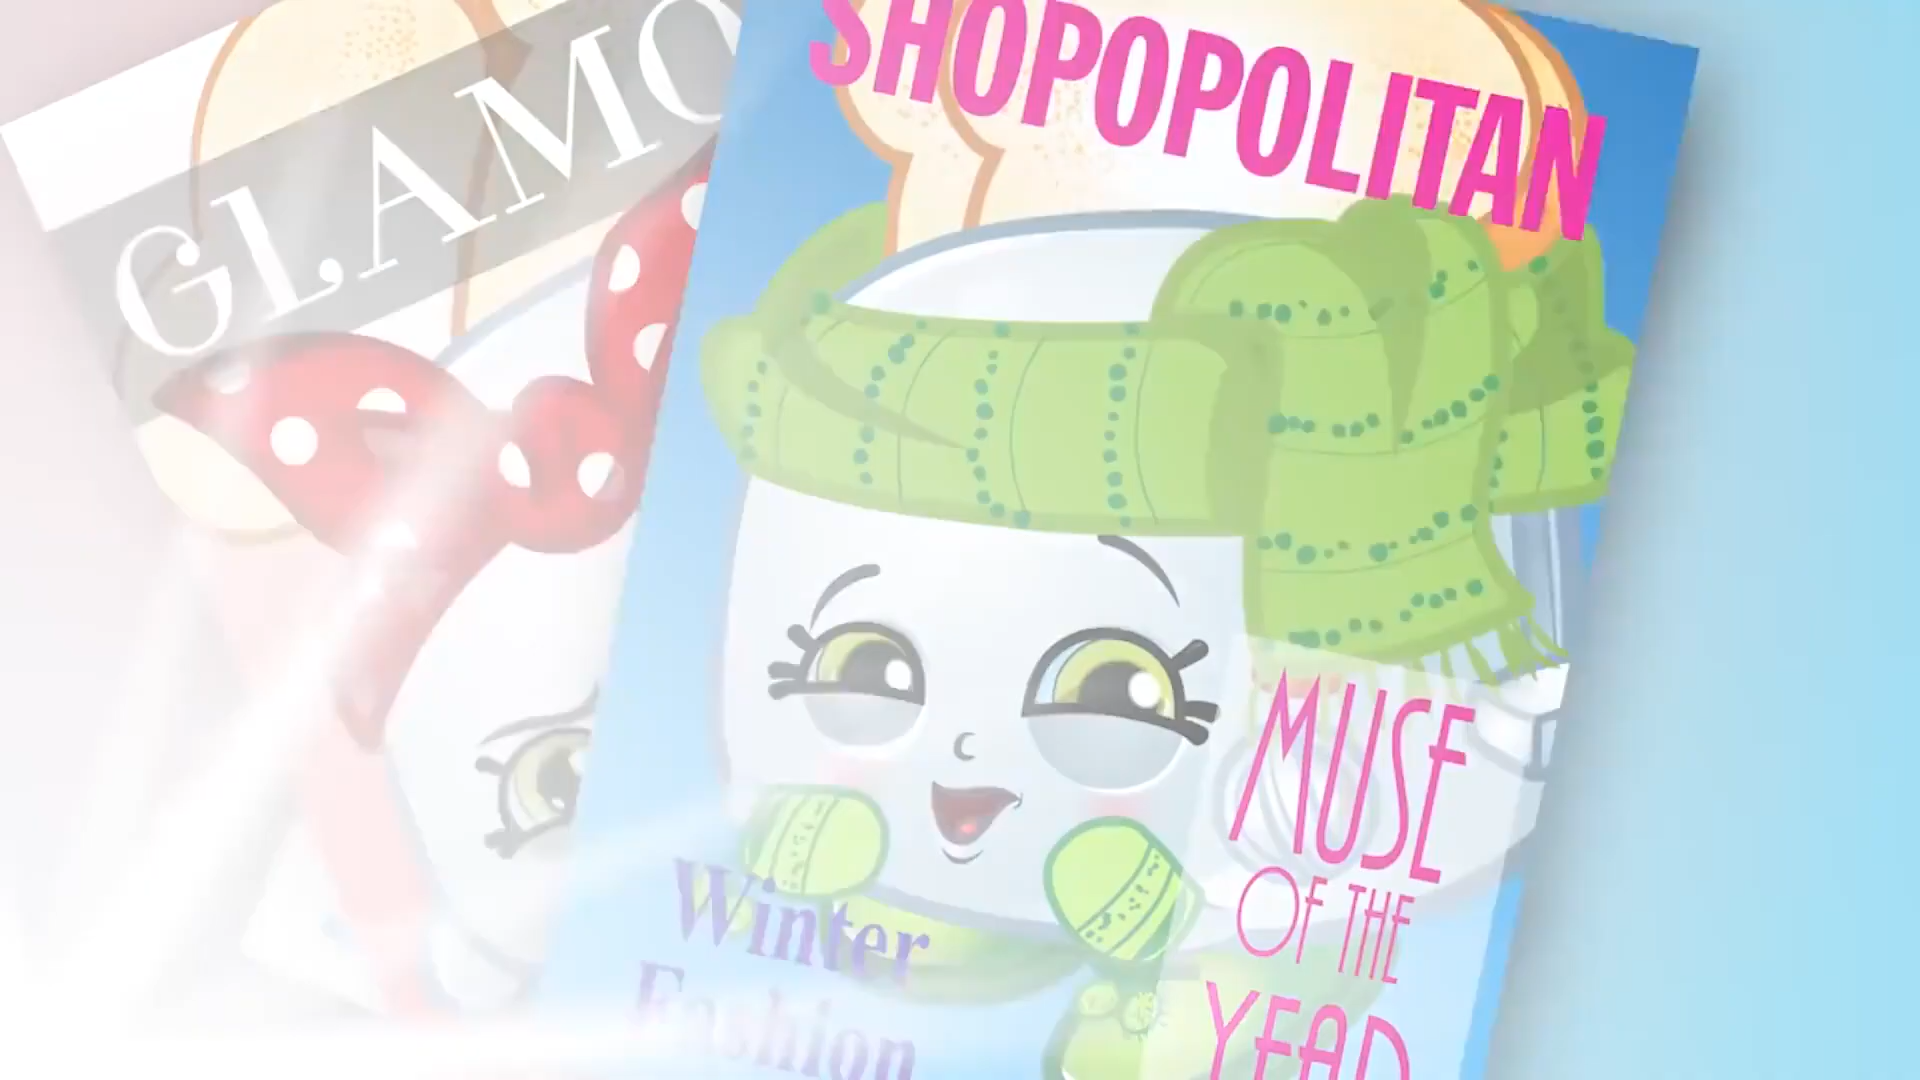 GLAMO
SHOPOPOLITAN
MUSE
OF THE
YEAR
Winter
Fashion